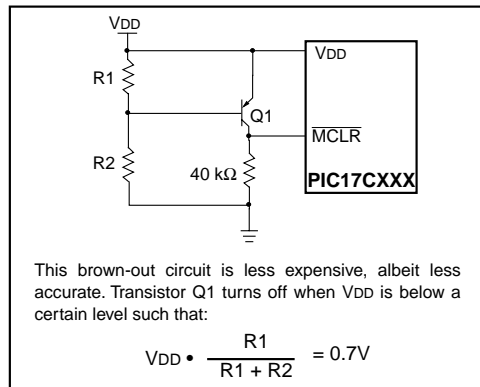 VDD
VDD
R1
Q1
MCLR
R2
40 kΩ
PIC17CXXX
This brown-out circuit is less expensive, albeit less
accurate. Transistor Q1 turns off when VDD is below a
certain level such that:
VDD • R1 / R1 + R2 = 0.7V